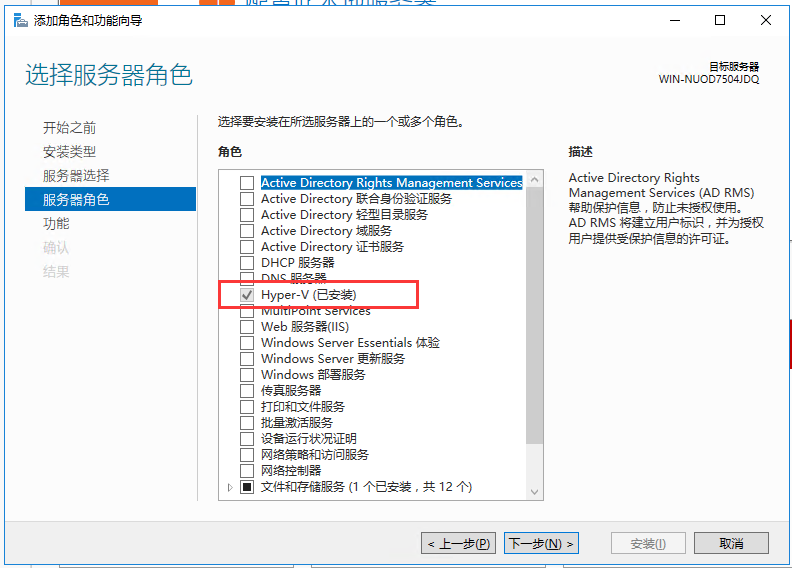 添加角色和功能向导
选择服务器角色
目标服务器
WIN-NUOD7504JDQ
开始之前
安装类型
服务器选择
服务器角色
功能
确认
结果
选择要安装在所选服务器上的一个或多个角色。
角色
Active Directory Rights Management Services
Active Directory 联合身份验证服务
Active Directory 轻型目录服务
Active Directory 域服务
Active Directory 证书服务
DHCP 服务器
DNS 服务器
Hyper-V (已安装)
MultiPoint Services
Web 服务器(IIS)
Windows Server Essentials 体验
Windows Server 更新服务
Windows 部署服务
传真服务器
打印和文件服务
批量激活服务
设备运行状况证明
网络策略和访问服务
网络控制器
文件和存储服务 (1 个已安装，共 12 个)
描述
Active Directory Rights
Management Services (AD RMS)
帮助保护信息，防止未授权使用。
AD RMS 将建立用户标识，并为授权
用户提供受保护信息的许可证。
< 上一步(P)
下一步(N) >
安装(I)
取消